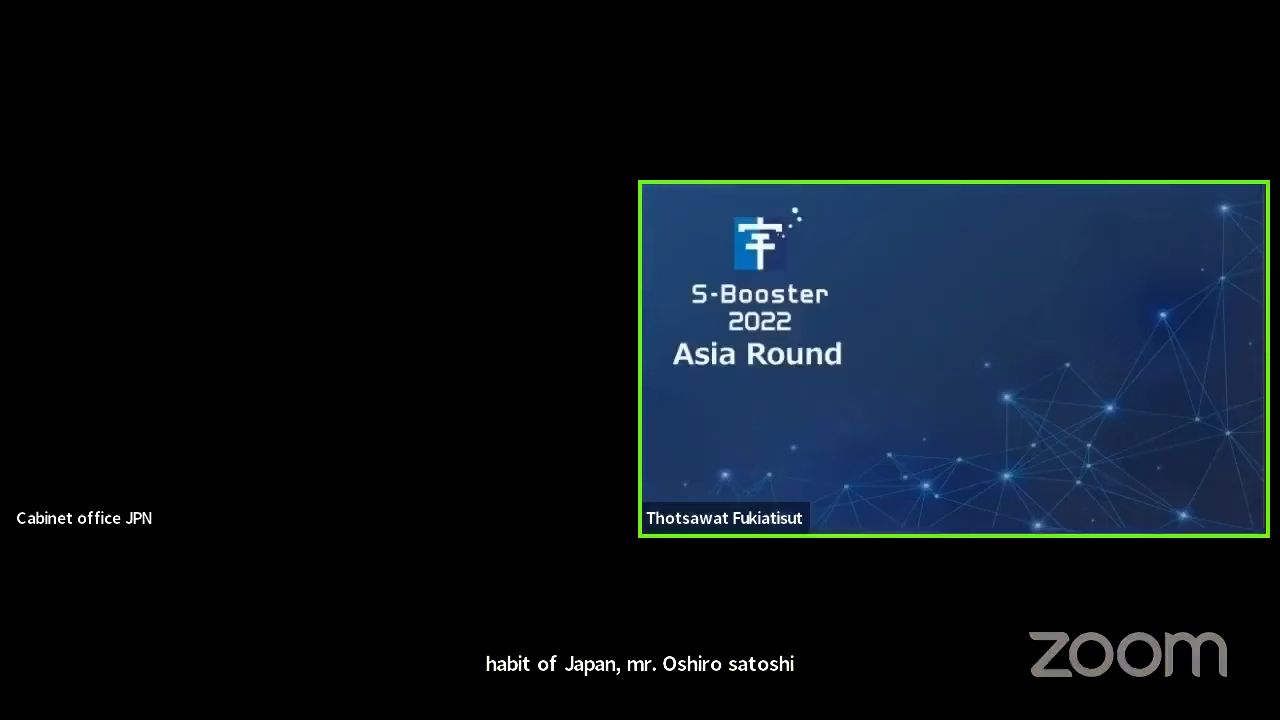 宇
S-Booster
2022
Asia Round
Cabinet office JPN
Thotsawat Fukiatisut
habit of Japan, mr. Oshiro satoshi
zoom